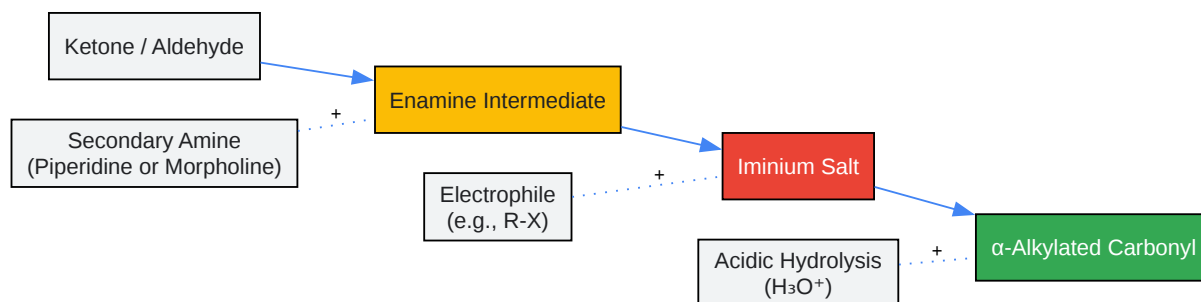 Ketone / Aldehyde
Enamine Intermediate
+
Secondary Amine
(Piperidine or Morpholine)
Iminium Salt
+
Electrophile
(e.g., R-X)
α-Alkylated Carbonyl
+
Acidic Hydrolysis
(H₃O⁺)